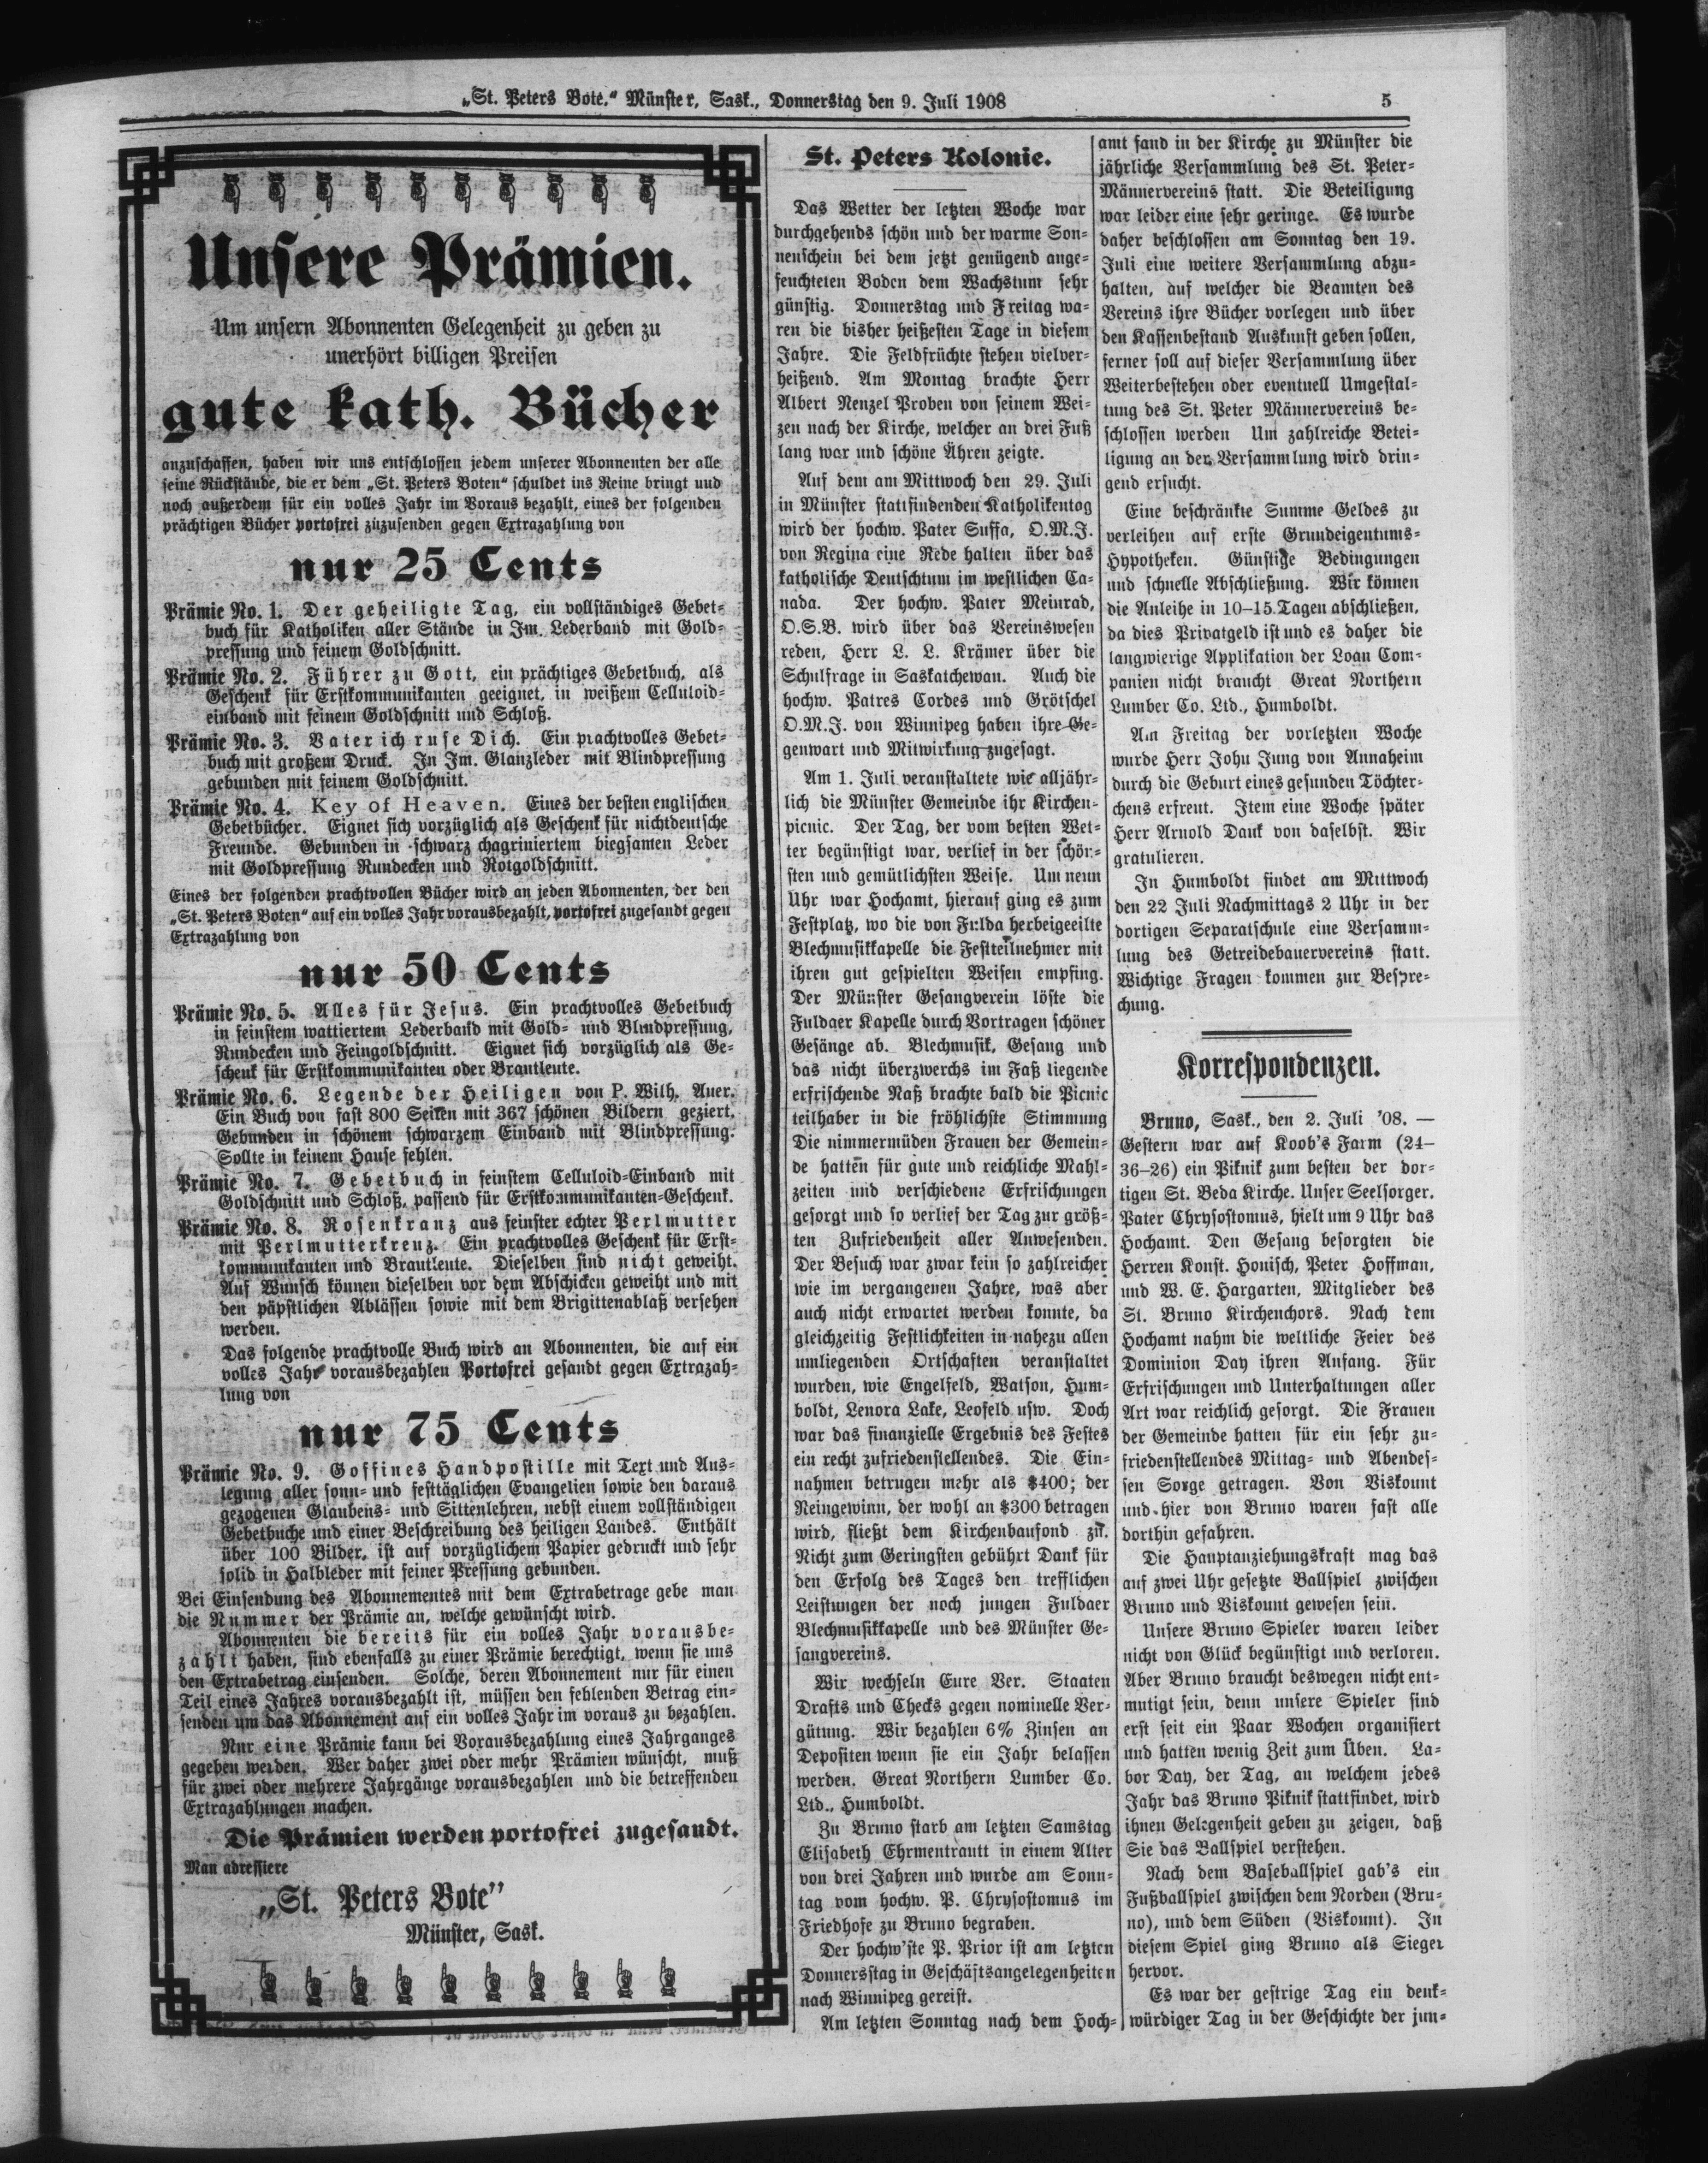 „St. Peters Bote,“ Münster, Sask., Donnerstag den 9. Juli 1908
5
Unsere Prämien.
Um unsern Abonnenten Gelegenheit zu geben zu
unerhört billigen Preisen
gute kath. Bücher
anzuschaffen, haben wir uns entschlossen jedem unserer Abonnenten der alle
seine Rückstände, die er dem „St. Peters Boten“ schuldet ins Reine bringt und
noch außerdem für ein volles Jahr im Voraus bezahlt, eines der folgenden
prächtigen Bücher portofrei zuzusenden gegen Extrazahlung von
nur 25 Cents
Prämie No. 1. Der geheiligte Tag, ein vollständiges Gebet-
buch für Katholiken aller Stände in Im. Lederband mit Gold-
pressung und feinem Goldschnitt.
Prämie No. 2. Führer zu Gott, ein prächtiges Gebetbuch, als
Geschenk für Erstkommunikanten geeignet, in weißem Celluloid-
einband mit feinem Goldschnitt und Schloß.
Prämie No. 3. Vater ich rufe Dich. Ein prachtvolles Gebet-
buch mit großem Druck. In Im. Glanzleder mit Blindpressung
gebunden mit feinem Goldschnitt.
Prämie No. 4. Key of Heaven. Eines der besten englischen
Gebetbücher. Eignet sich vorzüglich als Geschenk für nichtdeutsche
Freunde. Gebunden in schwarz chagriniertem biegsamen Leder
mit Goldpressung Rundecken und Rotgoldschnitt.
Eines der folgenden prachtvollen Bücher wird an jeden Abonnenten, der den
„St. Peters Boten“ auf ein volles Jahr vorausbezahlt, portofrei zugesandt gegen
Extrazahlung von
nur 50 Cents
Prämie No. 5. Alles für Jesus. Ein prachtvolles Gebetbuch
in feinstem wattiertem Lederband mit Gold- und Blindpressung,
Rundecken und Feingoldschnitt. Eignet sich vorzüglich als Ge-
schenk für Erstkommunikanten oder Brautleute.
Prämie No. 6. Legende der Heiligen von P. Wilh. Auer.
Ein Buch von fast 800 Seiten mit 367 schönen Bildern geziert.
Gebunden in schönem schwarzem Einband mit Blindpressung.
Sollte in keinem Hause fehlen.
Prämie No. 7. Gebetbuch in feinstem Celluloid-Einband mit
Goldschnitt und Schloß, passend für Erstkommunikanten-Geschenk.
Prämie No. 8. Rosenkranz aus feinster echter Perlmutter
mit Perlmutterkreuz. Ein prachtvolles Geschenk für Erst-
kommunikanten und Brautleute. Dieselben sind nicht geweiht.
Auf Wunsch können dieselben vor dem Abschicken geweiht und mit
den päpstlichen Ablässen sowie mit dem Brigittenablaß versehen
werden.
Das folgende prachtvolle Buch wird an Abonnenten, die auf ein
volles Jahr vorausbezahlen Portofrei gesandt gegen Extrazah-
lung von
nur 75 Cents
Prämie No. 9. Goffines Handpostille mit Text und Aus-
legung aller sonn- und festtäglichen Evangelien sowie den daraus
gezogenen Glaubens- und Sittenlehren, nebst einem vollständigen
Gebetbuche und einer Beschreibung des heiligen Landes. Enthält
über 100 Bilder, ist auf vorzüglichem Papier gedruckt und sehr
solid in Halbleder mit feiner Pressung gebunden.
Bei Einsendung des Abonnementes mit dem Extrabetrage gebe man
die Nummer der Prämie an, welche gewünscht wird.
Abonnenten die bereits für ein volles Jahr vorausbe-
zahlt haben, sind ebenfalls zu einer Prämie berechtigt, wenn sie uns
den Extrabetrag einsenden. Solche, deren Abonnement nur für einen
Teil eines Jahres vorausbezahlt ist, müssen den fehlenden Betrag ein-
senden um das Abonnement auf ein volles Jahr im voraus zu bezahlen.
Nur eine Prämie kann bei Vorausbezahlung eines Jahrganges
gegeben werden. Wer daher zwei oder mehr Prämien wünscht, muß
für zwei oder mehrere Jahrgänge vorausbezahlen und die betreffenden
Extrazahlungen machen.
Die Prämien werden portofrei zugesandt.
Man adressiere
„St. Peters Bote“
Münster, Sask.
St. Peters Kolonie.
Das Wetter der letzten Woche war
durchgehends schön und der warme Son-
nenschein bei dem jetzt genügend ange-
feuchteten Boden dem Wachstum sehr
günstig. Donnerstag und Freitag wa-
ren die bisher heißesten Tage in diesem
Jahre. Die Feldfrüchte stehen vielver-
heißend. Am Montag brachte Herr
Albert Nenzel Proben von seinem Wei-
zen nach der Kirche, welcher an drei Fuß
lang war und schöne Ähren zeigte.
Auf dem am Mittwoch den 29. Juli
in Münster stattfindenden Katholikentag
wird der hochw. Pater Suffa, O.M.J.
von Regina eine Rede halten über das
katholische Deutschtum im westlichen Ca-
nada. Der hochw. Pater Meinrad,
O.S.B. wird über das Vereinswesen
reden, Herr L. L. Krämer über die
Schulfrage in Saskatchewan. Auch die
hochw. Patres Cordes und Grötschel
O.M.J. von Winnipeg haben ihre Ge-
genwart und Mitwirkung zugesagt.
Am 1. Juli veranstaltete wie alljähr-
lich die Münster Gemeinde ihr Kirchen-
picnic. Der Tag, der vom besten Wet-
ter begünstigt war, verlief in der schön-
sten und gemütlichsten Weise. Um neun
Uhr war Hochamt, hierauf ging es zum
Festplatz, wo die von Fulda herbeigeeilte
Blechmusikkapelle die Festteilnehmer mit
ihren gut gespielten Weisen empfing.
Der Münster Gesangverein löste die
Fuldaer Kapelle durch Vortragen schöner
Gesänge ab. Blechmusik, Gesang und
das nicht überzwerchs im Faß liegende
erfrischende Naß brachte bald die Picnic
teilhaber in die fröhlichste Stimmung
Die nimmermüden Frauen der Gemein-
de hatten für gute und reichliche Mahl-
zeiten und verschiedene Erfrischungen
gesorgt und so verlief der Tag zur größ-
ten Zufriedenheit aller Anwesenden.
Der Besuch war zwar kein so zahlreicher
wie im vergangenen Jahre, was aber
auch nicht erwartet werden konnte, da
gleichzeitig Festlichkeiten in nahezu allen
umliegenden Ortschaften veranstaltet
wurden, wie Engelfeld, Watson, Hum-
boldt, Lenora Lake, Leofeld usw. Doch
war das finanzielle Ergebnis des Festes
ein recht zufriedenstellendes. Die Ein-
nahmen betrugen mehr als $400; der
Reingewinn, der wohl an $300 betragen
wird, fließt dem Kirchenbaufond zu.
Nicht zum Geringsten gebührt Dank für
den Erfolg des Tages den trefflichen
Leistungen der noch jungen Fuldaer
Blechmusikkapelle und des Münster Ge-
sangvereins.
Wir wechseln Eure Ver. Staaten
Drafts und Checks gegen nominelle Ver-
gütung. Wir bezahlen 6% Zinsen an
Depositen wenn sie ein Jahr belassen
werden. Great Northern Lumber Co.
Ltd., Humboldt.
Zu Bruno starb am letzten Samstag
Elisabeth Ehrmentrautt in einem Alter
von drei Jahren und wurde am Sonn-
tag vom hochw. P. Chrysostomus im
Friedhofe zu Bruno begraben.
Der hochw'ste P. Prior ist am letzten
Donnersstag in Geschäftsangelegenheiten
nach Winnipeg gereist.
Am letzten Sonntag nach dem Hoch-
amt fand in der Kirche zu Münster die
jährliche Versammlung des St. Peter-
Männervereins statt. Die Beteiligung
war leider eine sehr geringe. Es wurde
daher beschlossen am Sonntag den 19.
Juli eine weitere Versammlung abzu-
halten, auf welcher die Beamten des
Vereins ihre Bücher vorlegen und über
den Kassenbestand Auskunft geben sollen,
ferner soll auf dieser Versammlung über
Weiterbestehen oder eventuell Umgestal-
tung des St. Peter Männervereins be-
schlossen werden Um zahlreiche Betei-
ligung an der Versammlung wird drin-
gend ersucht.
Eine beschränkte Summe Geldes zu
verleihen auf erste Grundeigentums-
Hypotheken. Günstige Bedingungen
und schnelle Abschließung. Wir können
die Anleihe in 10–15 Tagen abschließen,
da dies Privatgeld ist und es daher die
langwierige Applikation der Loan Com-
panien nicht braucht Great Northern
Lumber Co. Ltd., Humboldt.
Am Freitag der vorletzten Woche
wurde Herr John Jung von Annaheim
durch die Geburt eines gesunden Töchter-
chens erfreut. Item eine Woche später
Herr Arnold Dank von daselbst. Wir
gratulieren.
In Humboldt findet am Mittwoch
den 22 Juli Nachmittags 2 Uhr in der
dortigen Separatschule eine Versamm-
lung des Getreidebauervereins statt.
Wichtige Fragen kommen zur Bespre-
chung.
Korrespondenzen.
Bruno, Sask., den 2. Juli '08. —
Gestern war auf Koob's Farm (24–
36–26) ein Piknik zum besten der dor-
tigen St. Beda Kirche. Unser Seelsorger.
Pater Chrysostomus, hielt um 9 Uhr das
Hochamt. Den Gesang besorgten die
Herren Konst. Honisch, Peter Hoffman,
und W. E. Hargarten, Mitglieder des
St. Bruno Kirchenchors. Nach dem
Hochamt nahm die weltliche Feier des
Dominion Day ihren Anfang. Für
Erfrischungen und Unterhaltungen aller
Art war reichlich gesorgt. Die Frauen
der Gemeinde hatten für ein sehr zu-
friedenstellendes Mittag- und Abendes-
sen Sorge getragen. Von Viskount
und hier von Bruno waren fast alle
dorthin gefahren.
Die Hauptanziehungskraft mag das
auf zwei Uhr gesetzte Ballspiel zwischen
Bruno und Viskount gewesen sein.
Unsere Bruno Spieler waren leider
nicht von Glück begünstigt und verloren.
Aber Bruno braucht deswegen nicht ent-
mutigt sein, denn unsere Spieler sind
erst seit ein Paar Wochen organisiert
und hatten wenig Zeit zum Üben. La-
bor Day, der Tag, an welchem jedes
Jahr das Bruno Piknik stattfindet, wird
ihnen Gelegenheit geben zu zeigen, daß
Sie das Ballspiel verstehen.
Nach dem Baseballspiel gab's ein
Fußballspiel zwischen dem Norden (Bru-
no), und dem Süden (Viskount). In
diesem Spiel ging Bruno als Sieger
hervor.
Es war der gestrige Tag ein denk-
würdiger Tag in der Geschichte der jun-